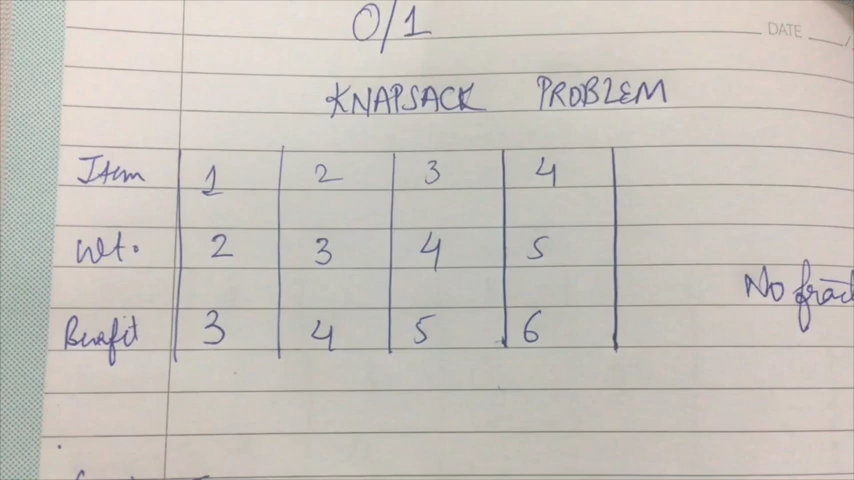 DATE
0/1
KNAPSACK PROBLEM
Item 1 2 3 4
Wt. 2 3 4 5
No frac
Benefit 3 4 5 6